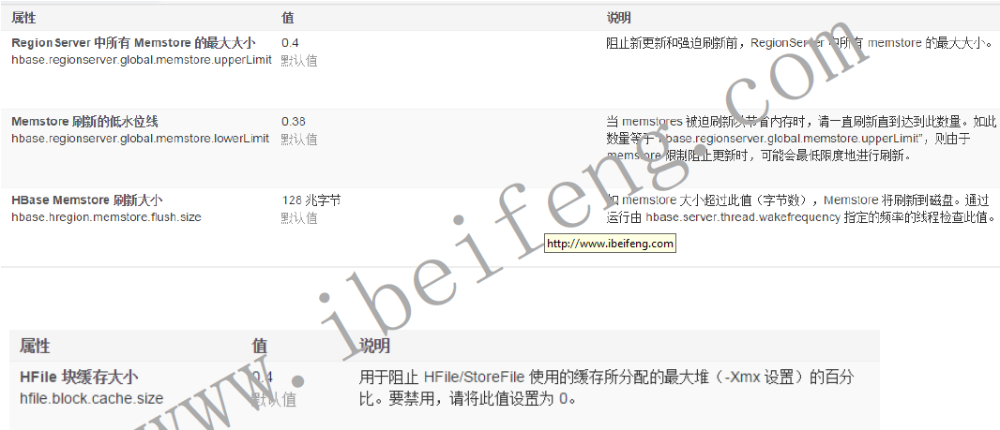 属性 值 说明
RegionServer 中所有 Memstore 的最大大小 0.4 阻止新更新和强迫刷新前，RegionServer 中所有 memstore 的最大大小。
hbase.regionserver.global.memstore.upperLimit 默认值
Memstore 刷新的低水位线 0.38 当 memstores 被迫刷新以节省内存时，请一直刷新直到达到此数量。如此
hbase.regionserver.global.memstore.lowerLimit 默认值 数量等于“hbase.regionserver.global.memstore.upperLimit”，则由于
memstore 限制阻止更新时，可能会最低限度地进行刷新。
HBase Memstore 刷新大小 128 兆字节 如 memstore 大小超过此值（字节数），Memstore 将刷新到磁盘。通过
hbase.hregion.memstore.flush.size 默认值 运行由 hbase.server.thread.wakefrequency 指定的频率的线程检查此值。
http://www.ibeifeng.com
属性 值 说明
HFile 块缓存大小 0.4 用于阻止 HFile/StoreFile 使用的缓存所分配的最大堆（-Xmx 设置）的百分
hfile.block.cache.size 默认值 比。要禁用，请将此值设置为 0。
www.ibeifeng.com